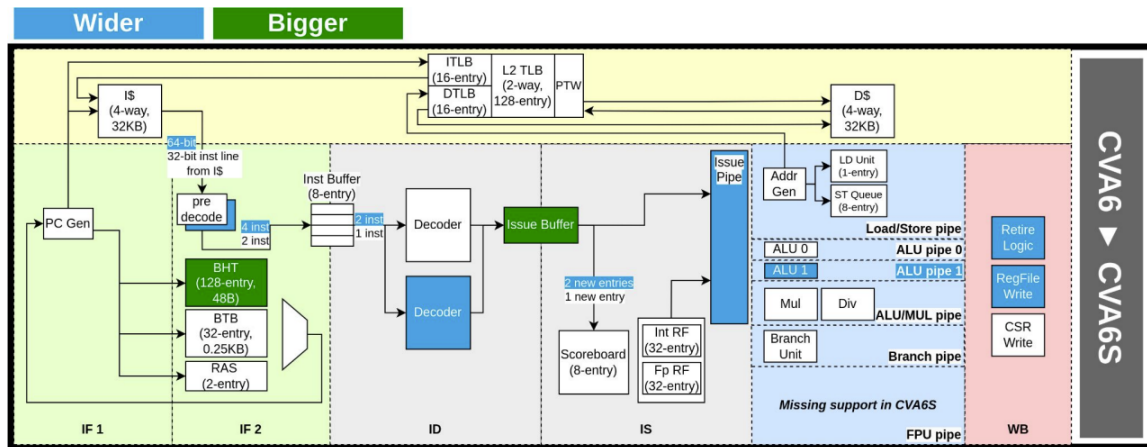 Wider
Bigger
I$
(4-way,
32KB)
ITLB
(16-entry)
DTLB
(16-entry)
L2 TLB
(2-way,
128-entry)
PTW
D$
(4-way,
32KB)
64-bit
32-bit inst line
from I$
PC Gen
pre
decode
4 inst
2 inst
BHT
(128-entry,
48B)
BTB
(32-entry,
0.25KB)
RAS
(2-entry)
Inst Buffer
(8-entry)
2 inst
1 inst
Decoder
Decoder
Issue Buffer
2 new entries
1 new entry
Scoreboard
(8-entry)
Int RF
(32-entry)
Fp RF
(32-entry)
Issue
Pipe
Addr
Gen
LD Unit
(1-entry)
ST Queue
(8-entry)
Load/Store pipe
ALU 0
ALU pipe 0
ALU 1
ALU pipe 1
Mul
Div
ALU/MUL pipe
Branch
Unit
Branch pipe
Missing support in CVA6S
FPU pipe
Retire
Logic
RegFile
Write
CSR
Write
IF 1
IF 2
ID
IS
WB
CVA6 ► CVA6S